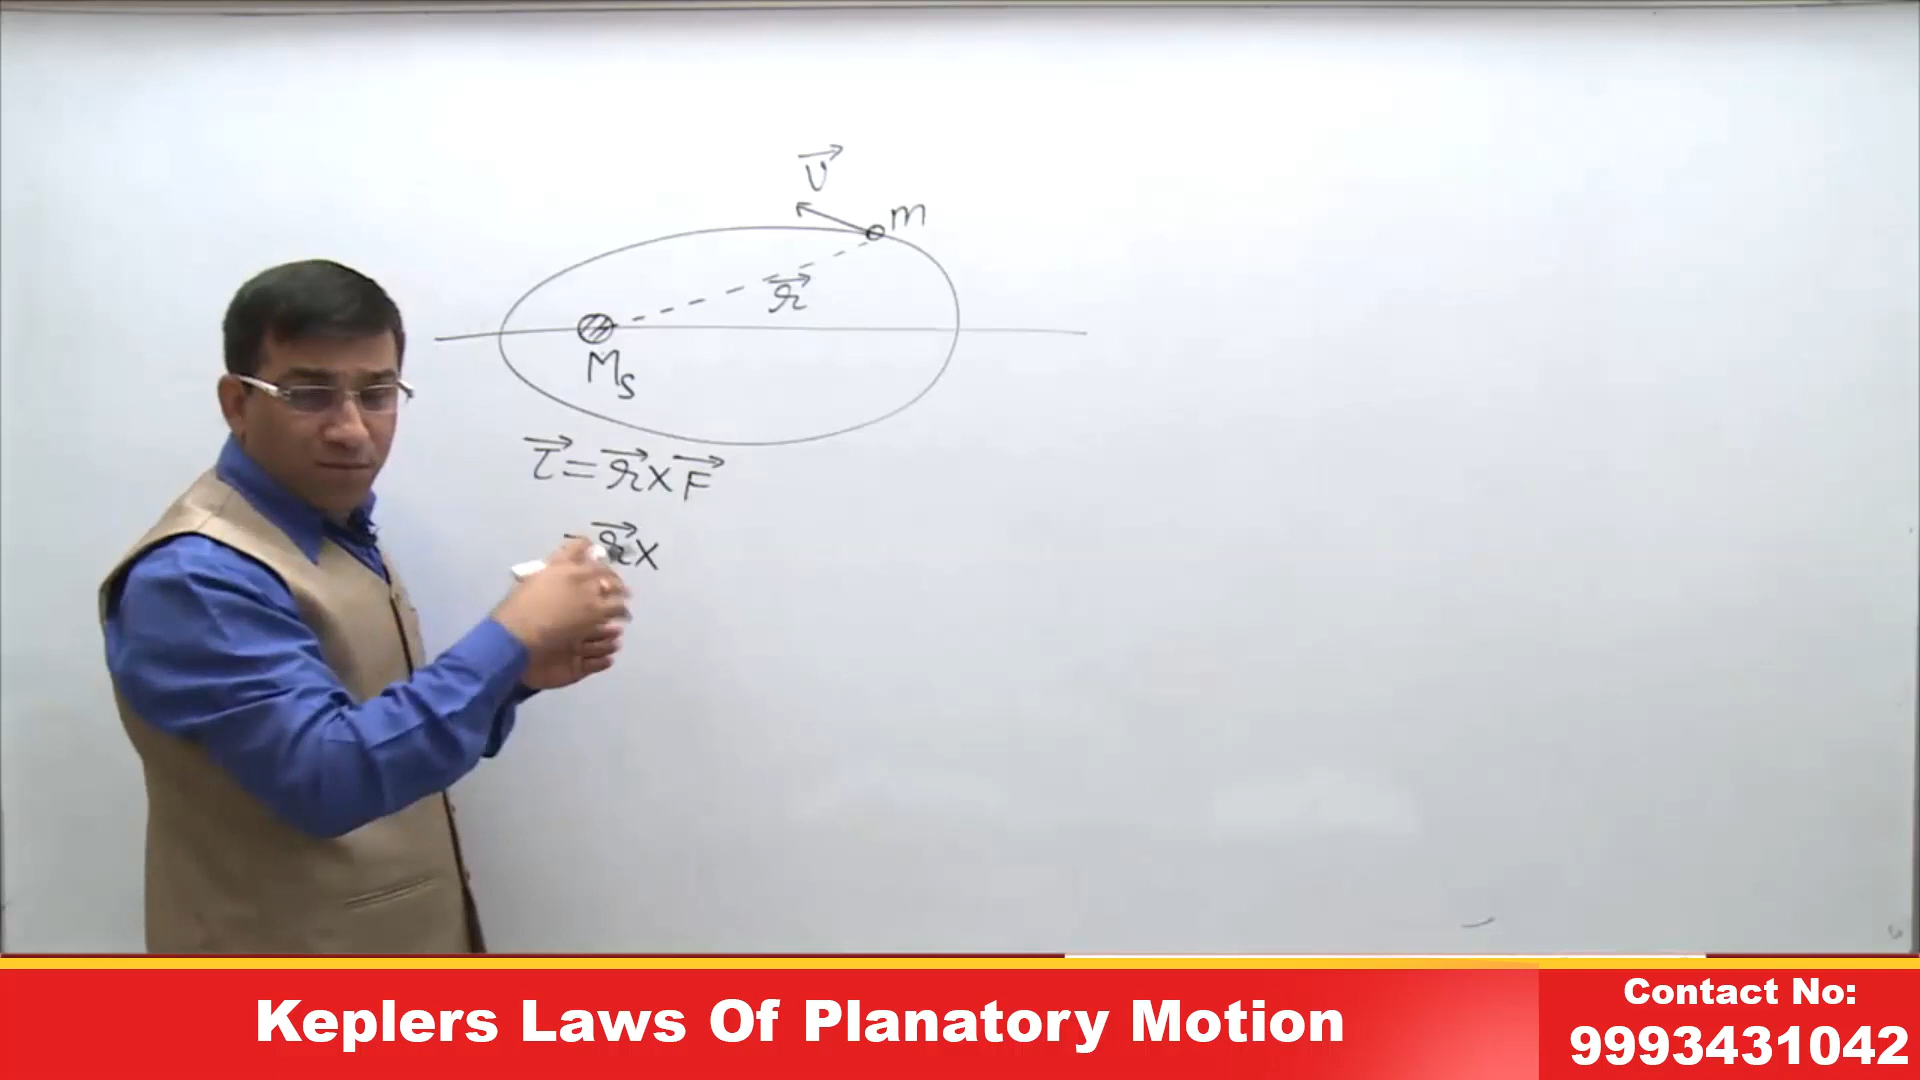 v⃗
m
r⃗
Mₛ
τ⃗ = r⃗ × F⃗
= r⃗ ×
Keplers Laws Of Planatory Motion
Contact No:
9993431042